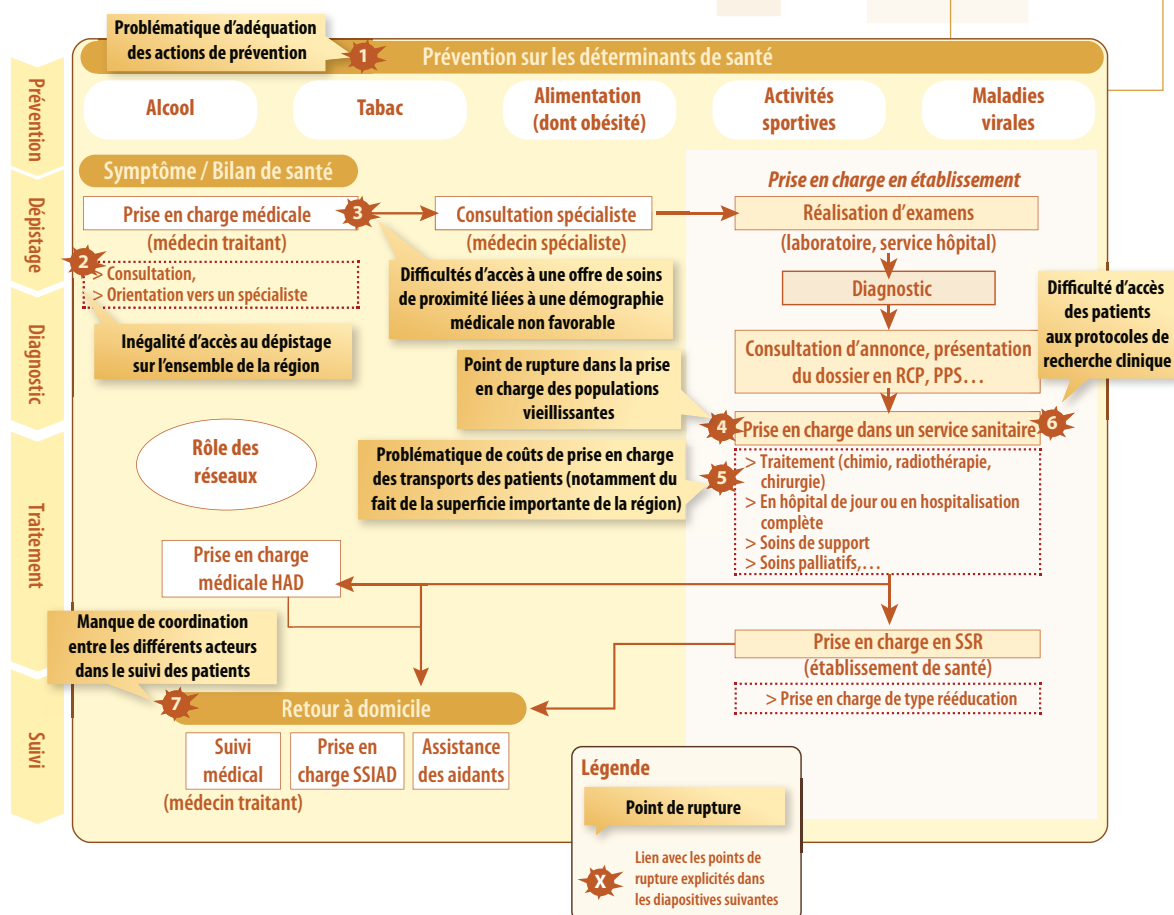 Problématique d'adéquation
des actions de prévention
1
Prévention sur les déterminants de santé
Prévention
Alcool
Tabac
Alimentation
(dont obésité)
Activités
sportives
Maladies
virales
Symptôme / Bilan de santé
Prise en charge en établissement
Dépistage
Prise en charge médicale
(médecin traitant)
3
Consultation spécialiste
(médecin spécialiste)
Réalisation d'examens
(laboratoire, service hôpital)
2
> Consultation,
> Orientation vers un spécialiste
Difficultés d'accès à une offre de soins
de proximité liées à une démographie
médicale non favorable
Diagnostic
Difficulté d'accès
des patients
aux protocoles de
recherche clinique
Diagnostic
Inégalité d'accès au dépistage
sur l'ensemble de la région
Consultation d'annonce, présentation
du dossier en RCP, PPS…
Point de rupture dans la prise
en charge des populations
vieillissantes
4
Prise en charge dans un service sanitaire
6
Traitement
Rôle des
réseaux
Problématique de coûts de prise en charge
des transports des patients (notamment du
fait de la superficie importante de la région)
5
> Traitement (chimio, radiothérapie,
chirurgie)
> En hôpital de jour ou en hospitalisation
complète
> Soins de support
> Soins palliatifs,…
Prise en charge
médicale HAD
Manque de coordination
entre les différents acteurs
dans le suivi des patients
Prise en charge en SSR
(établissement de santé)
> Prise en charge de type rééducation
Suivi
7
Retour à domicile
Suivi
médical
(médecin traitant)
Prise en
charge SSIAD
Assistance
des aidants
Légende
Point de rupture
X
Lien avec les points de
rupture explicités dans
les diapositives suivantes